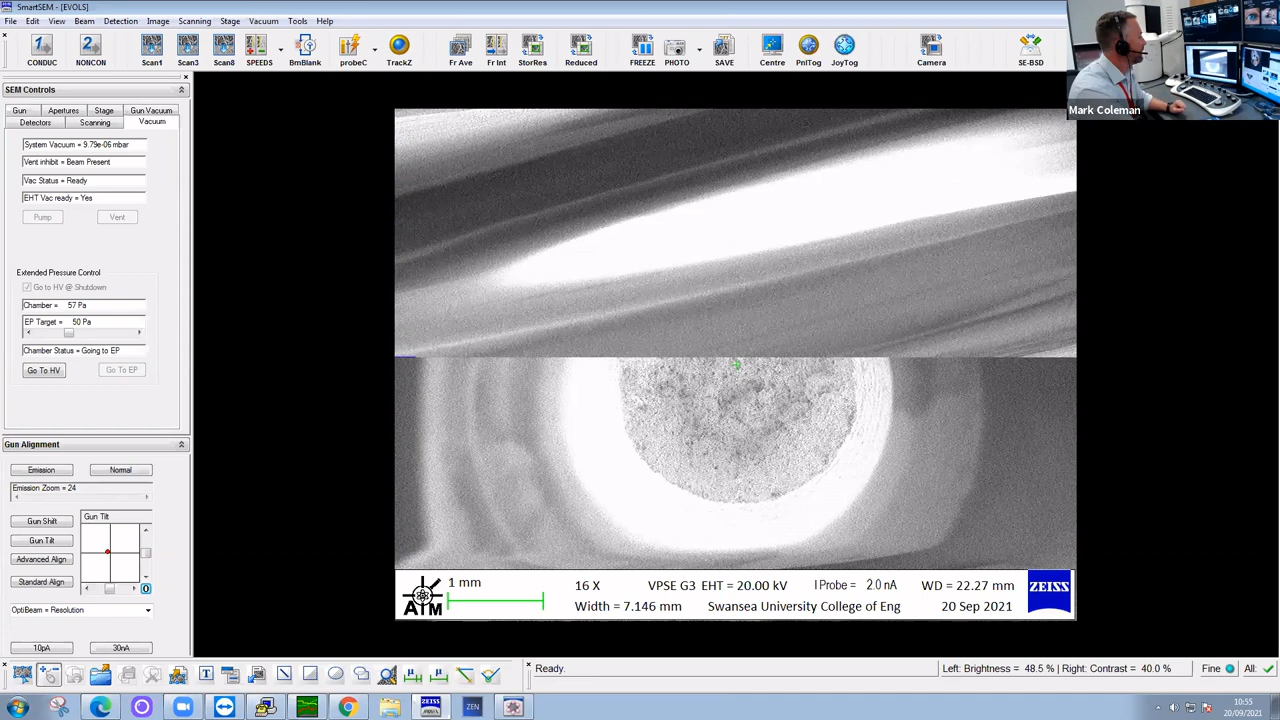 SmartSEM - [EVOLS]
File Edit View Beam Detection Image Scanning Stage Vacuum Tools Help
CONDUC NONCON Scan1 Scan3 Scan8 SPEEDS BmBlank probeC TrackZ Fr Ave Fr Int StorRes Reduced FREEZE PHOTO SAVE Centre PnlTog JoyTog Camera SE-BSD
Mark Coleman
SEM Controls
Gun Apertures Stage Gun Vacuum
Detectors Scanning Vacuum
System Vacuum = 9.79e-06 mbar
Vent inhibit = Beam Present
Vac Status = Ready
EHT Vac ready = Yes
Pump Vent
Extended Pressure Control
Go to HV @ Shutdown
Chamber = 57 Pa
EP Target = 50 Pa
Chamber Status = Going to EP
Go To HV Go To EP
Gun Alignment
Emission Normal
Emission Zoom = 24
Gun Shift
Gun Tilt
Gun Tilt
Advanced Align
Standard Align
OptiBeam = Resolution
10pA 30nA
AIM
1 mm
16 X VPSE G3 EHT = 20.00 kV I Probe = 2.0 nA WD = 22.27 mm
Width = 7.146 mm Swansea University College of Eng 20 Sep 2021
ZEISS
Ready.
Left: Brightness = 48.5 % Right: Contrast = 40.0 %
Fine All:
ZEISS
ZEN
10:55
20/09/2021